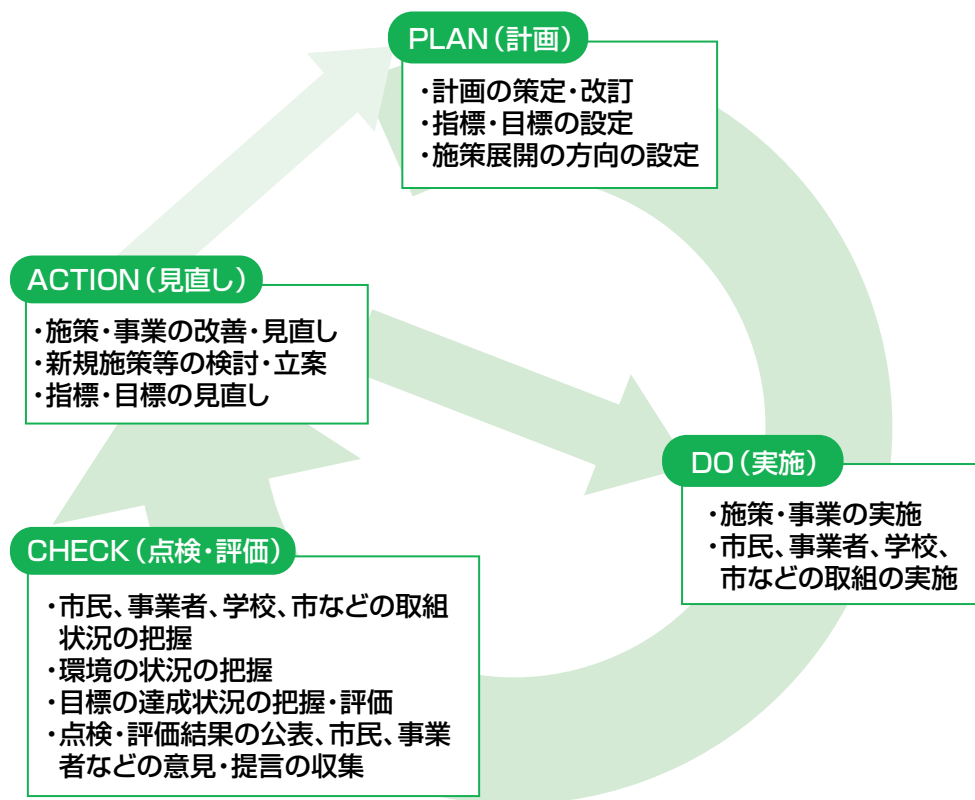 PLAN(計画)
・計画の策定・改訂
・指標・目標の設定
・施策展開の方向の設定
ACTION(見直し)
・施策・事業の改善・見直し
・新規施策等の検討・立案
・指標・目標の見直し
DO(実施)
・施策・事業の実施
・市民、事業者、学校、
市などの取組の実施
CHECK(点検・評価)
・市民、事業者、学校、市などの取組
状況の把握
・環境の状況の把握
・目標の達成状況の把握・評価
・点検・評価結果の公表、市民、事業
者などの意見・提言の収集